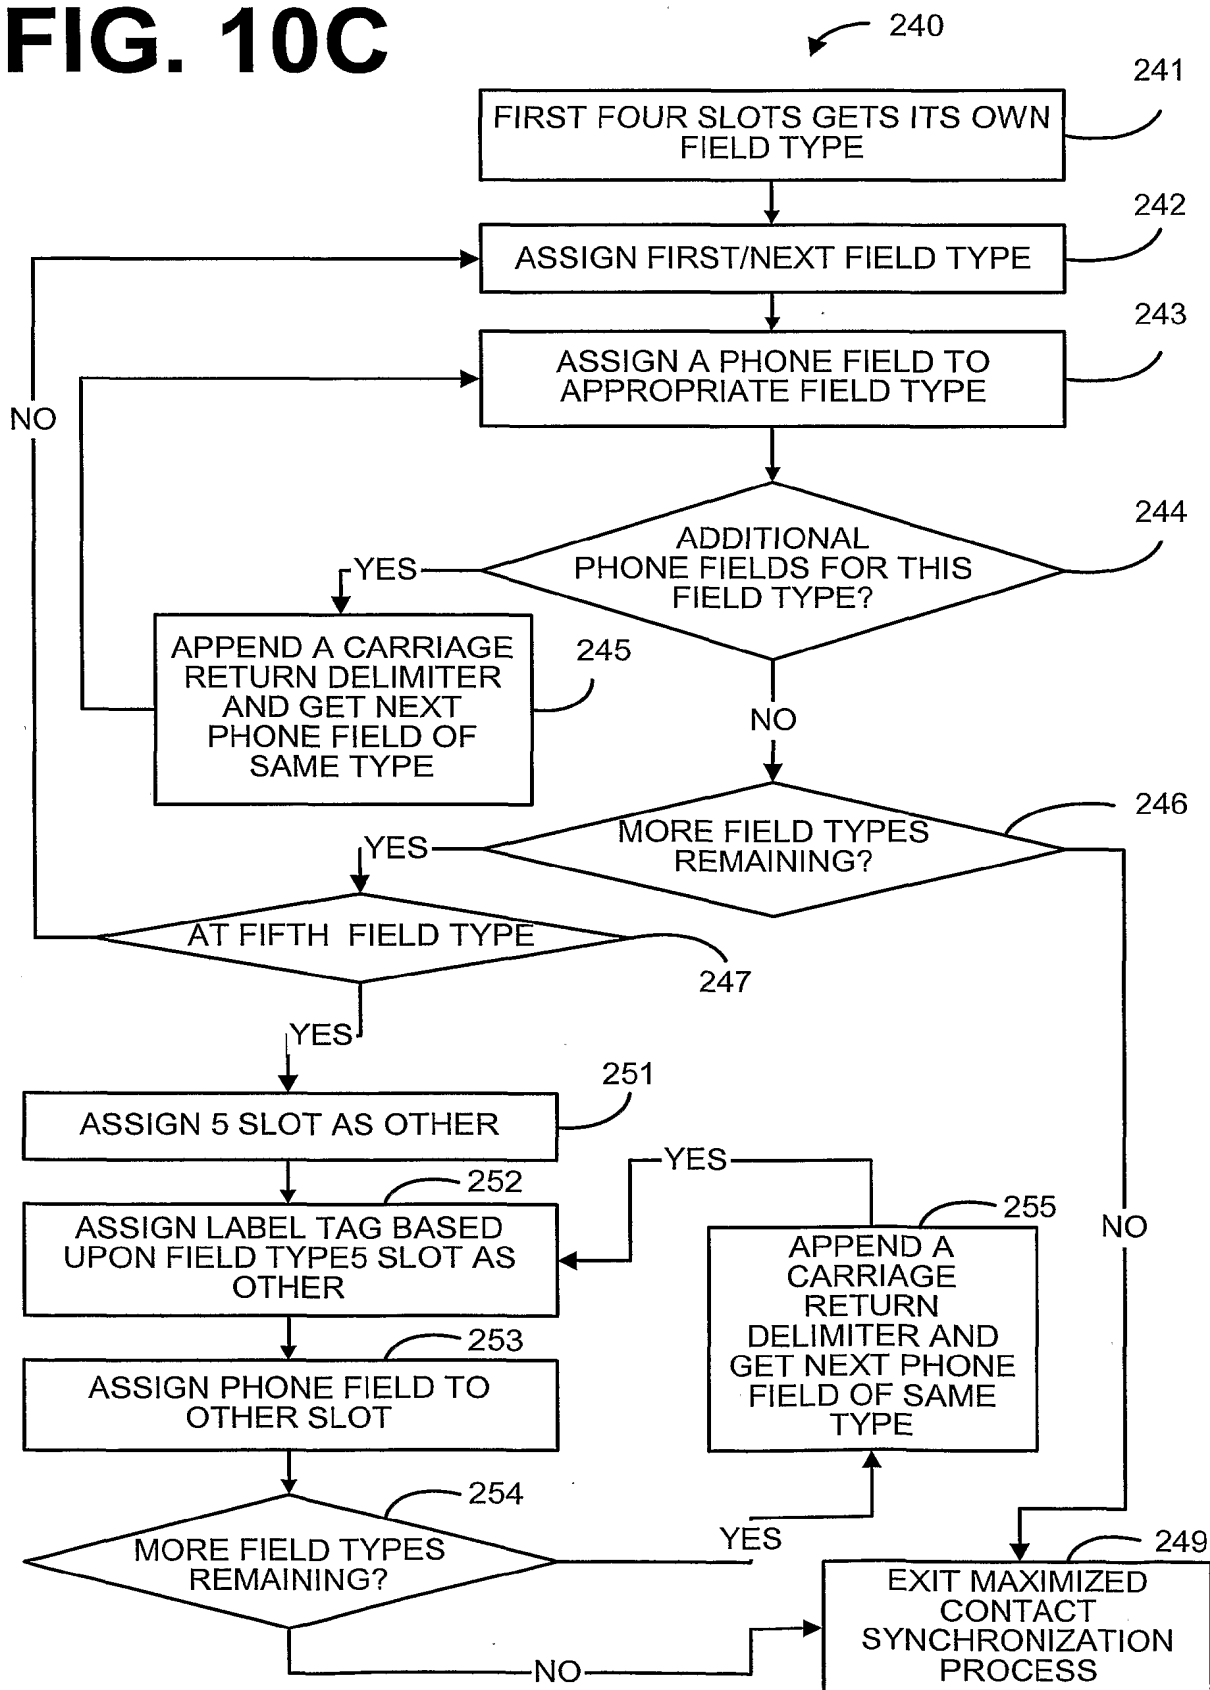 FIG. 10C
240
FIRST FOUR SLOTS GETS ITS OWN
FIELD TYPE
241
ASSIGN FIRST/NEXT FIELD TYPE
242
ASSIGN A PHONE FIELD TO
APPROPRIATE FIELD TYPE
243
NO
ADDITIONAL
PHONE FIELDS FOR THIS
FIELD TYPE?
244
YES
APPEND A CARRIAGE
RETURN DELIMITER
AND GET NEXT
PHONE FIELD OF
SAME TYPE
245
NO
MORE FIELD TYPES
REMAINING?
246
YES
AT FIFTH FIELD TYPE
247
YES
ASSIGN 5 SLOT AS OTHER
251
YES
ASSIGN LABEL TAG BASED
UPON FIELD TYPE5 SLOT AS
OTHER
252
APPEND A
CARRIAGE
RETURN
DELIMITER AND
GET NEXT PHONE
FIELD OF SAME
TYPE
255
NO
ASSIGN PHONE FIELD TO
OTHER SLOT
253
MORE FIELD TYPES
REMAINING?
254
YES
NO
EXIT MAXIMIZED
CONTACT
SYNCHRONIZATION
PROCESS
249